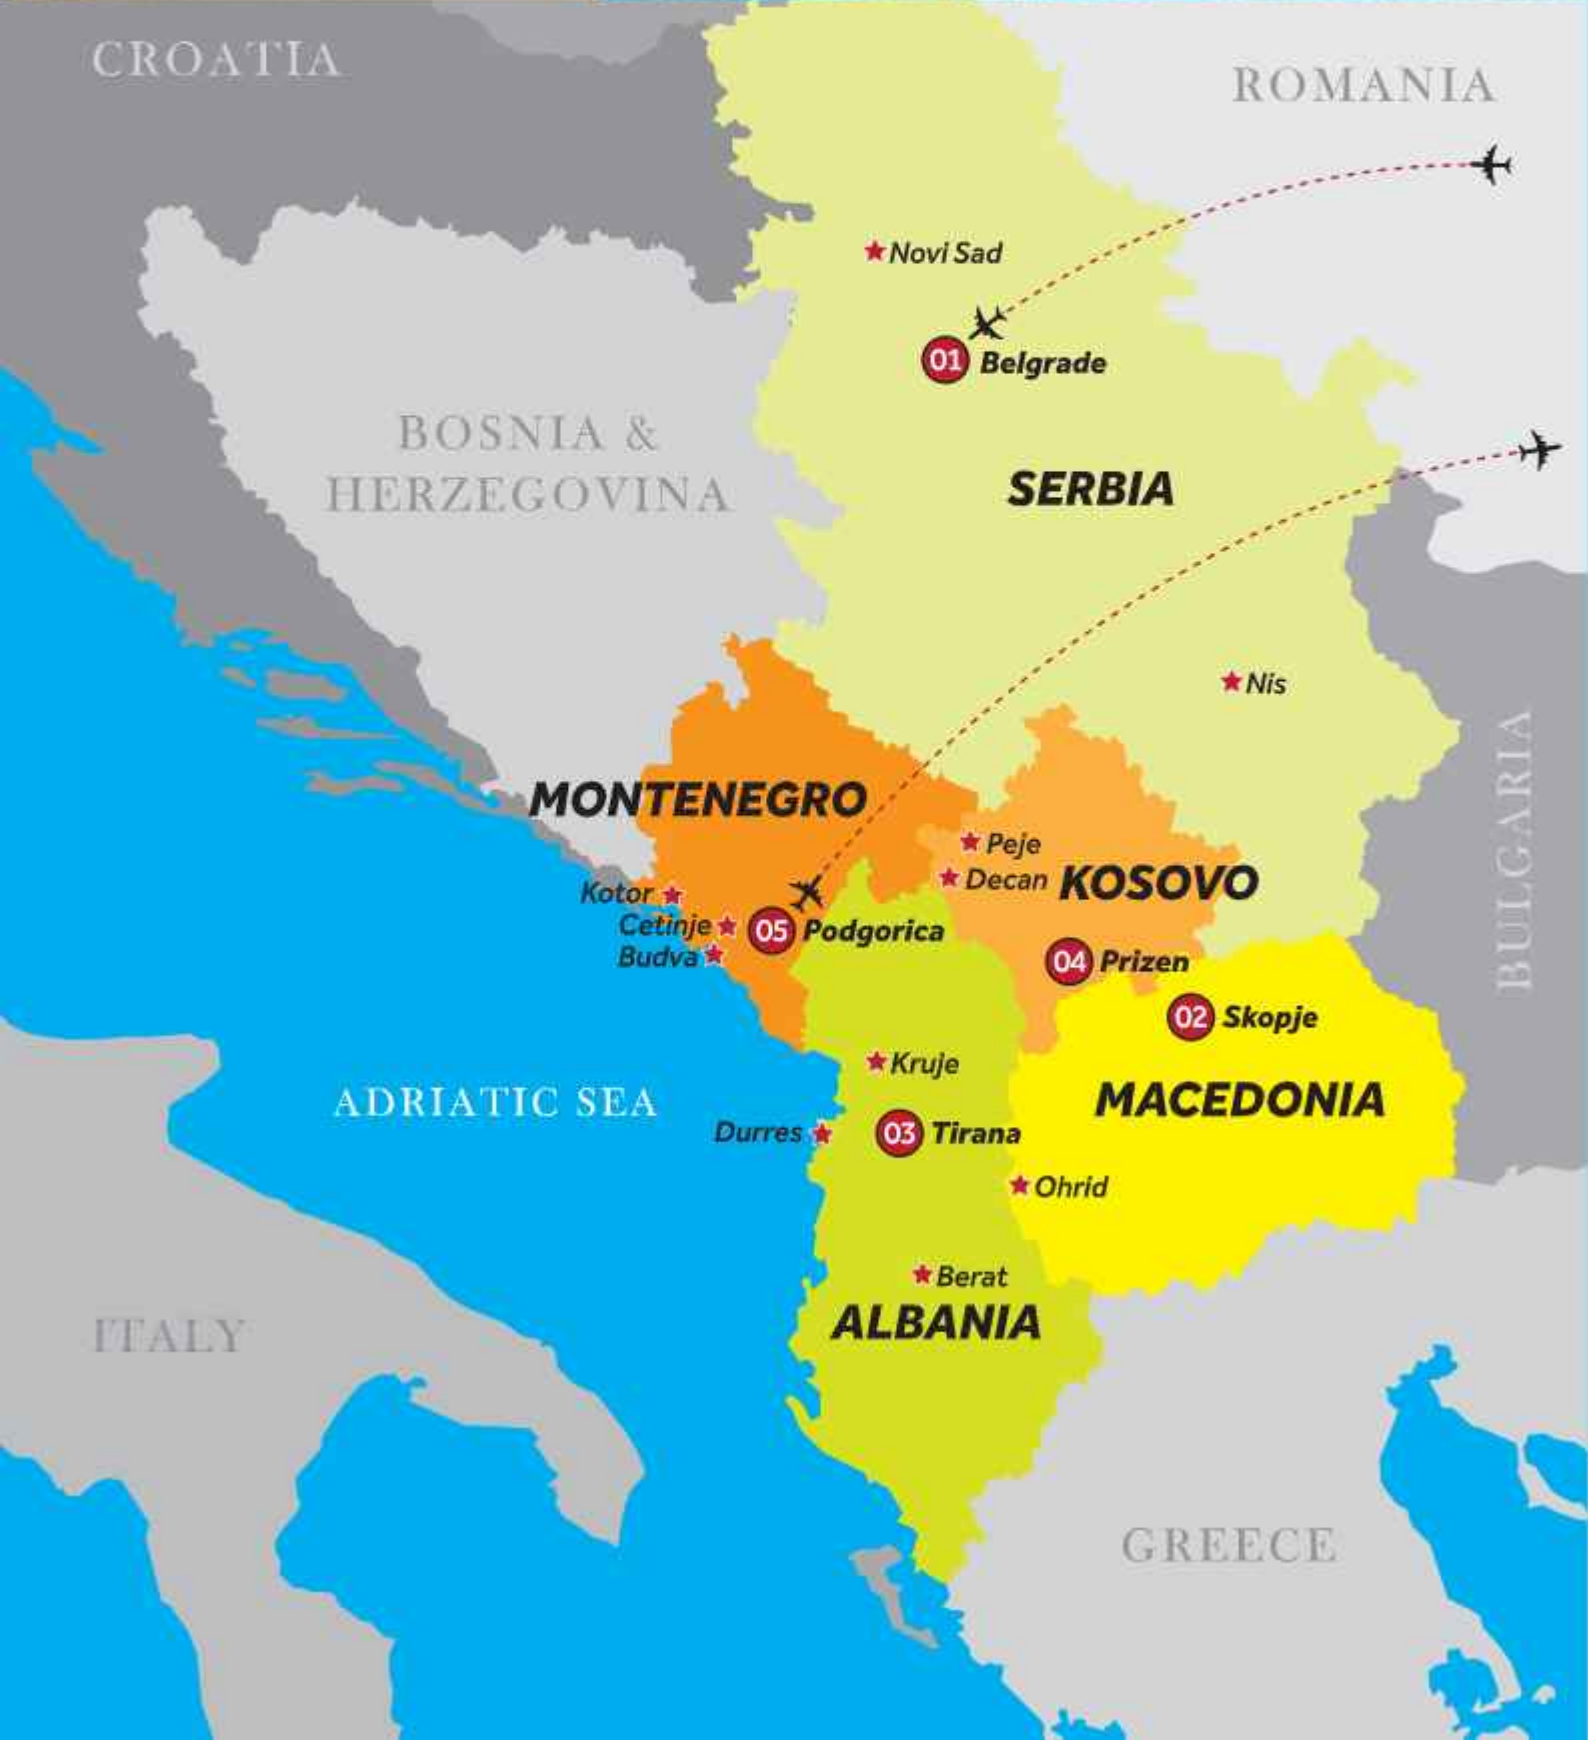 CROATIA
ROMANIA
Novi Sad
01 Belgrade
BOSNIA &
HERZEGOVINA
SERBIA
Nis
BULGARIA
MONTENEGRO
Peje
Decan
KOSOVO
Kotor
Cetinje
Budva
05 Podgorica
04 Prizen
02 Skopje
Kruje
ADRIATIC SEA
MACEDONIA
Durres
03 Tirana
Ohrid
Berat
ALBANIA
ITALY
GREECE